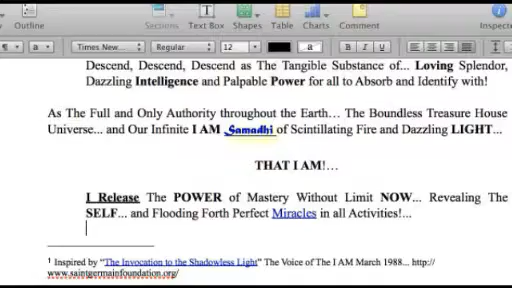 Outline Sections Text Box Shapes Table Charts Comment Inspecto
¶ a Times New... Regular 12 a B I U
Descend, Descend, Descend as The Tangible Substance of... Loving Splendor,
Dazzling Intelligence and Palpable Power for all to Absorb and Identify with!
As The Full and Only Authority throughout the Earth… The Boundless Treasure House
Universe... and Our Infinite I AM Samadhi of Scintillating Fire and Dazzling LIGHT...
THAT I AM!…
I Release The POWER of Mastery Without Limit NOW... Revealing The
SELF... and Flooding Forth Perfect Miracles in all Activities!...
1 Inspired by "The Invocation to the Shadowless Light" The Voice of The I AM March 1988... http://
www.saintgermainfoundation.org/